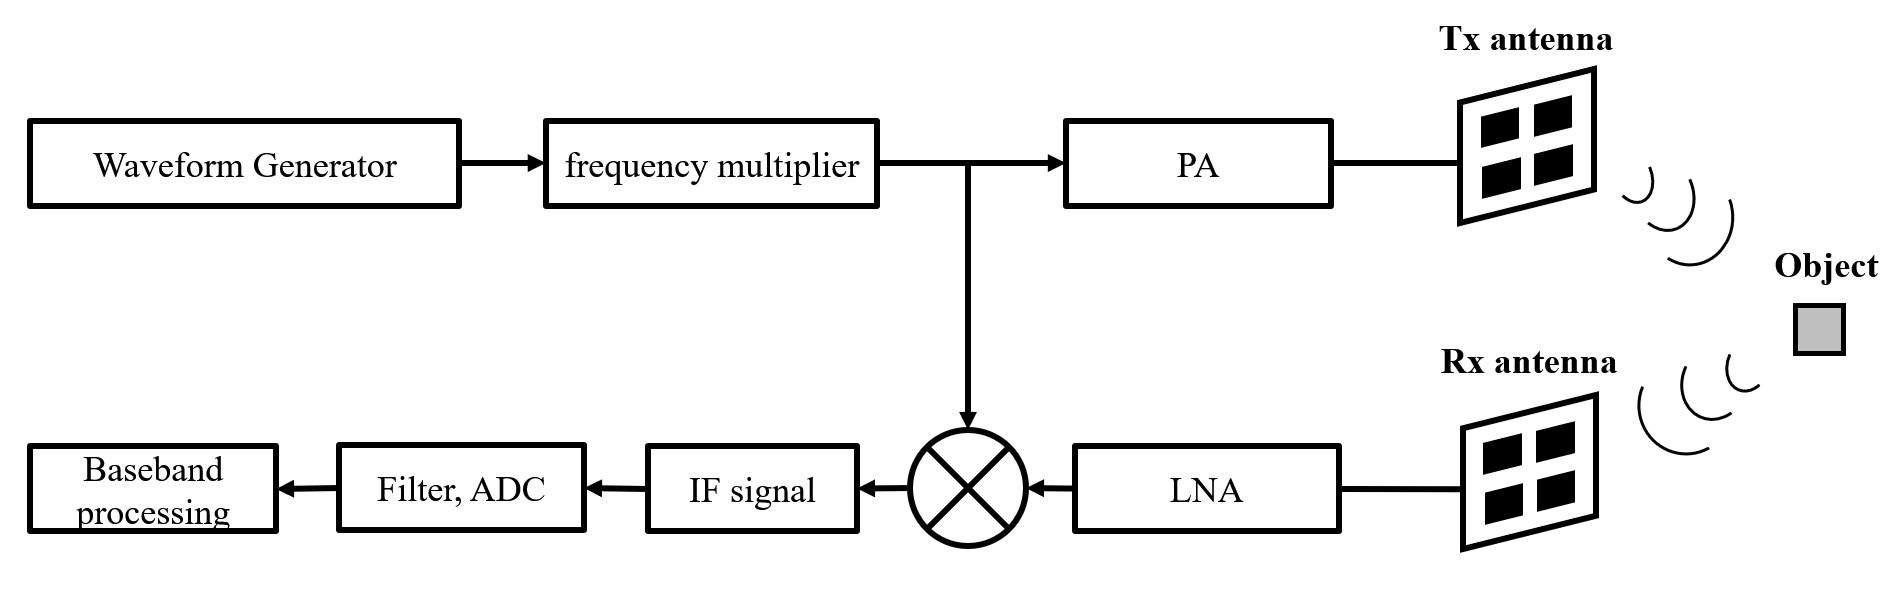 Tx antenna
Waveform Generator
frequency multiplier
PA
Object
Rx antenna
Baseband
processing
Filter, ADC
IF signal
LNA